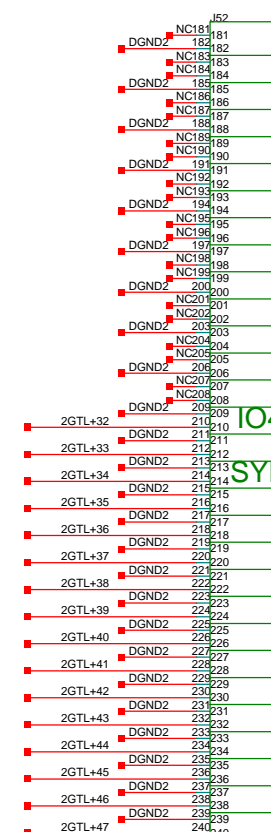 J52
NC181 181
DGND2 182 182
NC183 183
NC184 184
DGND2 185 185
NC186 186
NC187 187
DGND2 188 188
NC189 189
NC190 190
DGND2 191 191
NC192 192
NC193 193
DGND2 194 194
NC195 195
NC196 196
DGND2 197 197
NC198 198
NC199 199
DGND2 200 200
NC201 201
NC202 202
DGND2 203 203
NC204 204
NC205 205
DGND2 206 206
NC207 207
NC208 208
DGND2 209 209 IO4
2GTL+32 210 210
DGND2 211 211
2GTL+33 212 212
DGND2 213 213 SY
2GTL+34 214 214
DGND2 215 215
2GTL+35 216 216
DGND2 217 217
2GTL+36 218 218
DGND2 219 219
2GTL+37 220 220
DGND2 221 221
2GTL+38 222 222
DGND2 223 223
2GTL+39 224 224
DGND2 225 225
2GTL+40 226 226
DGND2 227 227
2GTL+41 228 228
DGND2 229 229
2GTL+42 230 230
DGND2 231 231
2GTL+43 232 232
DGND2 233 233
2GTL+44 234 234
DGND2 235 235
2GTL+45 236 236
DGND2 237 237
2GTL+46 238 238
DGND2 239 239
2GTL+47 240